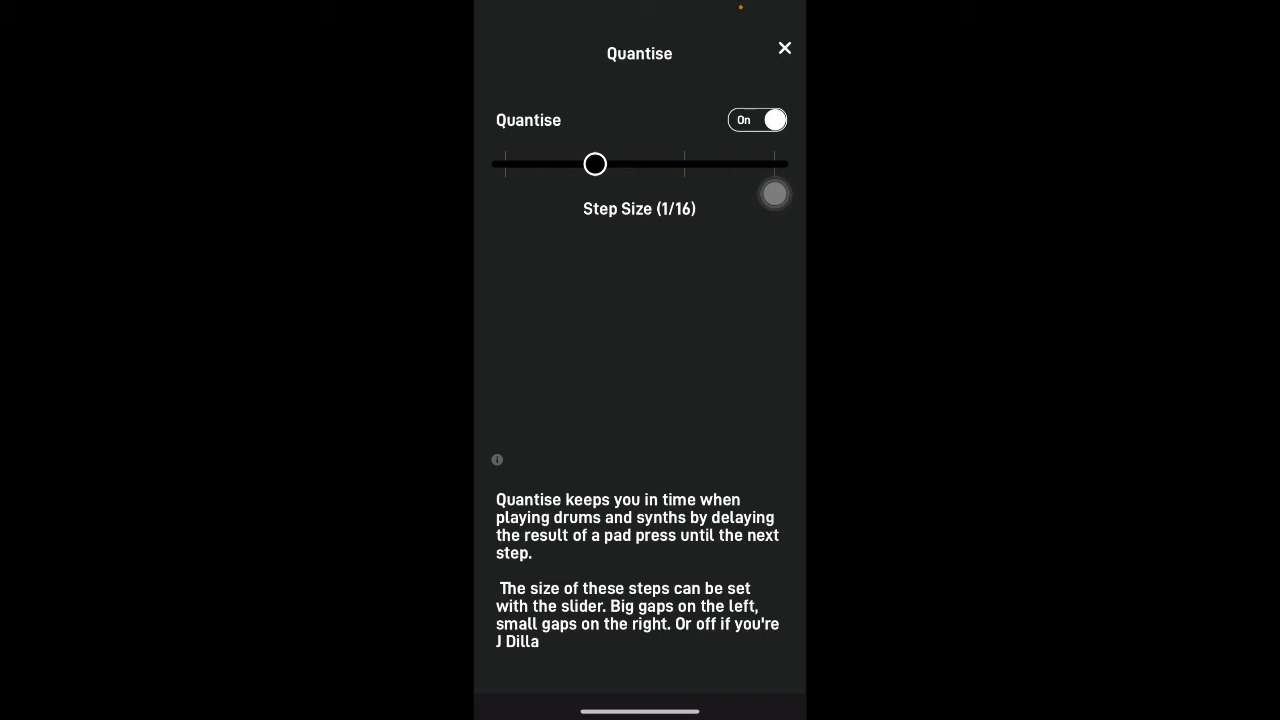 Quantise
Quantise
On
Step Size (1/16)
Quantise keeps you in time when
playing drums and synths by delaying
the result of a pad press until the next
step.
The size of these steps can be set
with the slider. Big gaps on the left,
small gaps on the right. Or off if you're
J Dilla